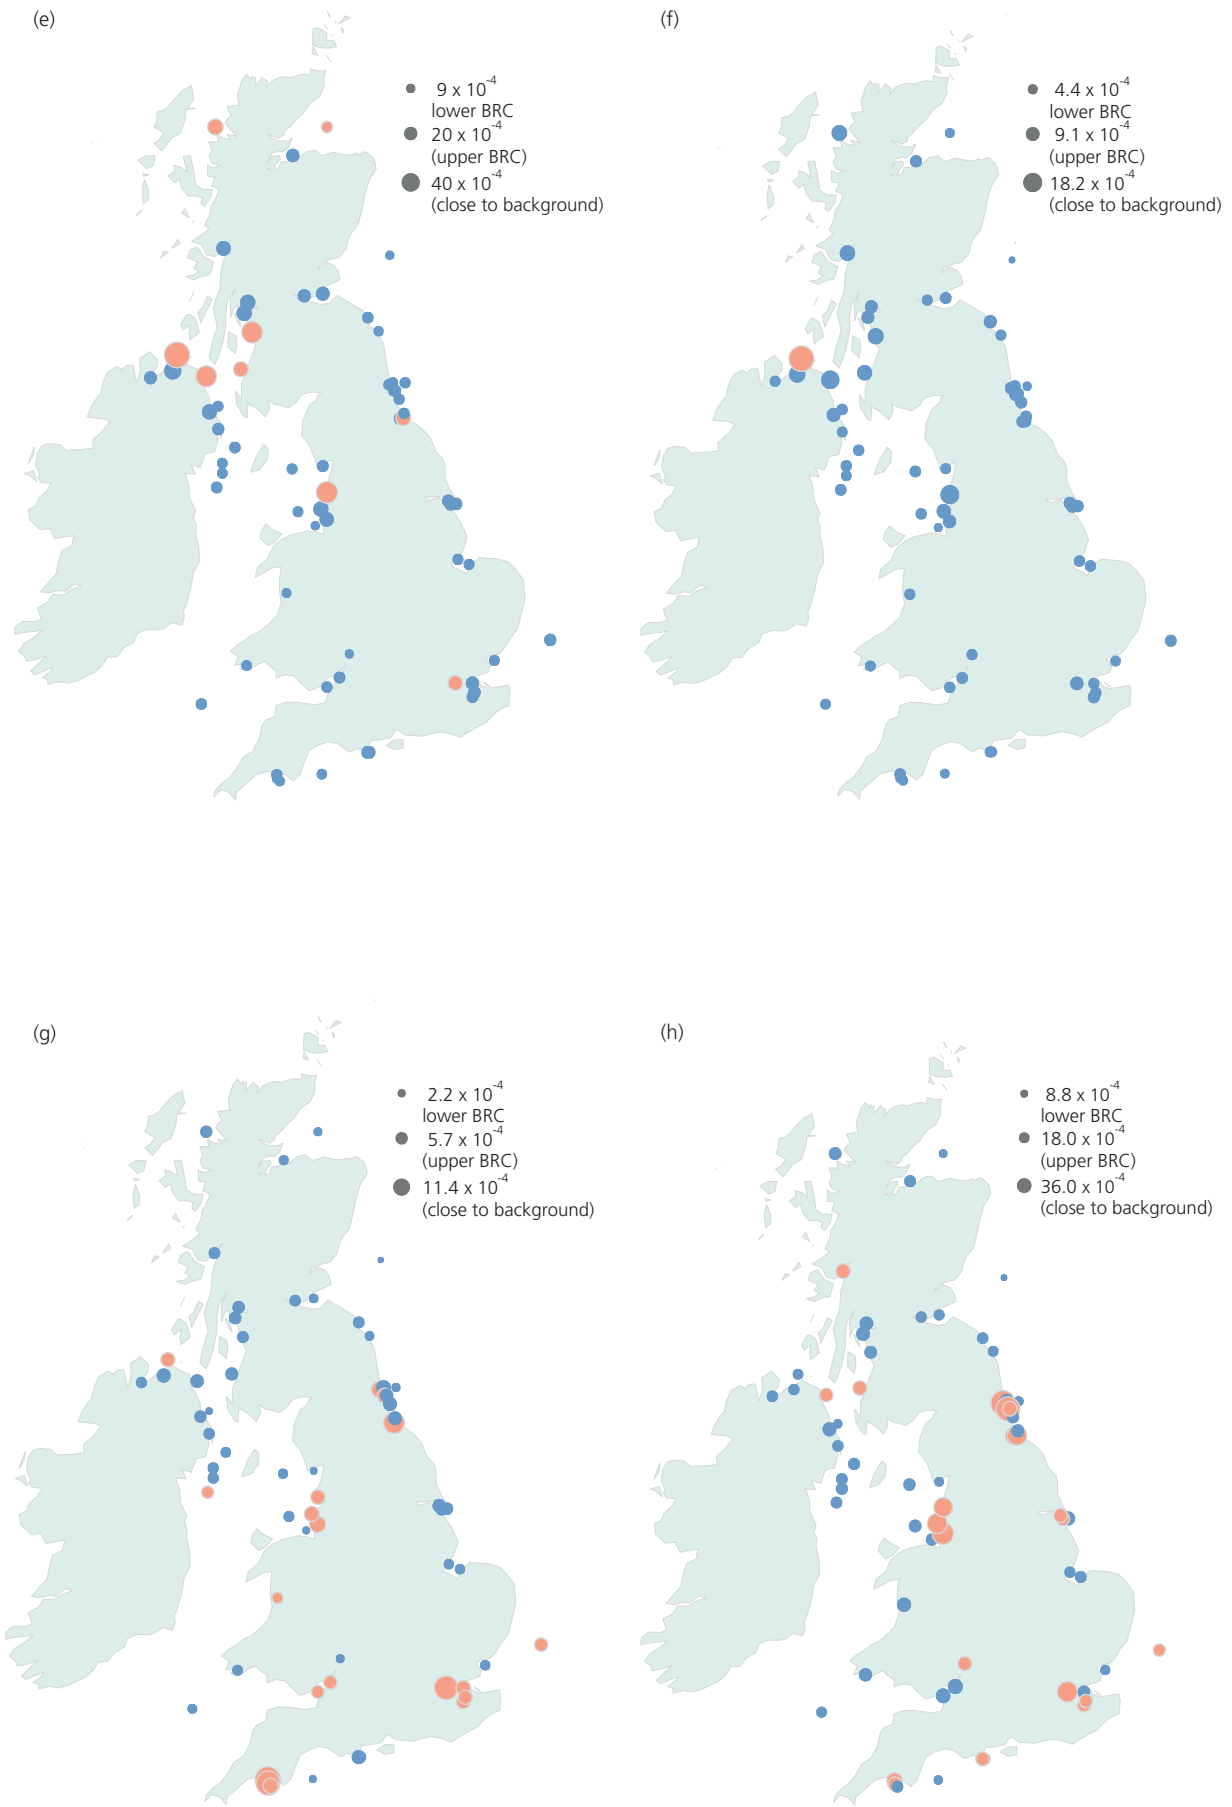 (e)
9 x 10⁻⁴
lower BRC
20 x 10⁻⁴
(upper BRC)
40 x 10⁻⁴
(close to background)
(f)
4.4 x 10⁻⁴
lower BRC
9.1 x 10⁻⁴
(upper BRC)
18.2 x 10⁻⁴
(close to background)
(g)
2.2 x 10⁻⁴
lower BRC
5.7 x 10⁻⁴
(upper BRC)
11.4 x 10⁻⁴
(close to background)
(h)
8.8 x 10⁻⁴
lower BRC
18.0 x 10⁻⁴
(upper BRC)
36.0 x 10⁻⁴
(close to background)